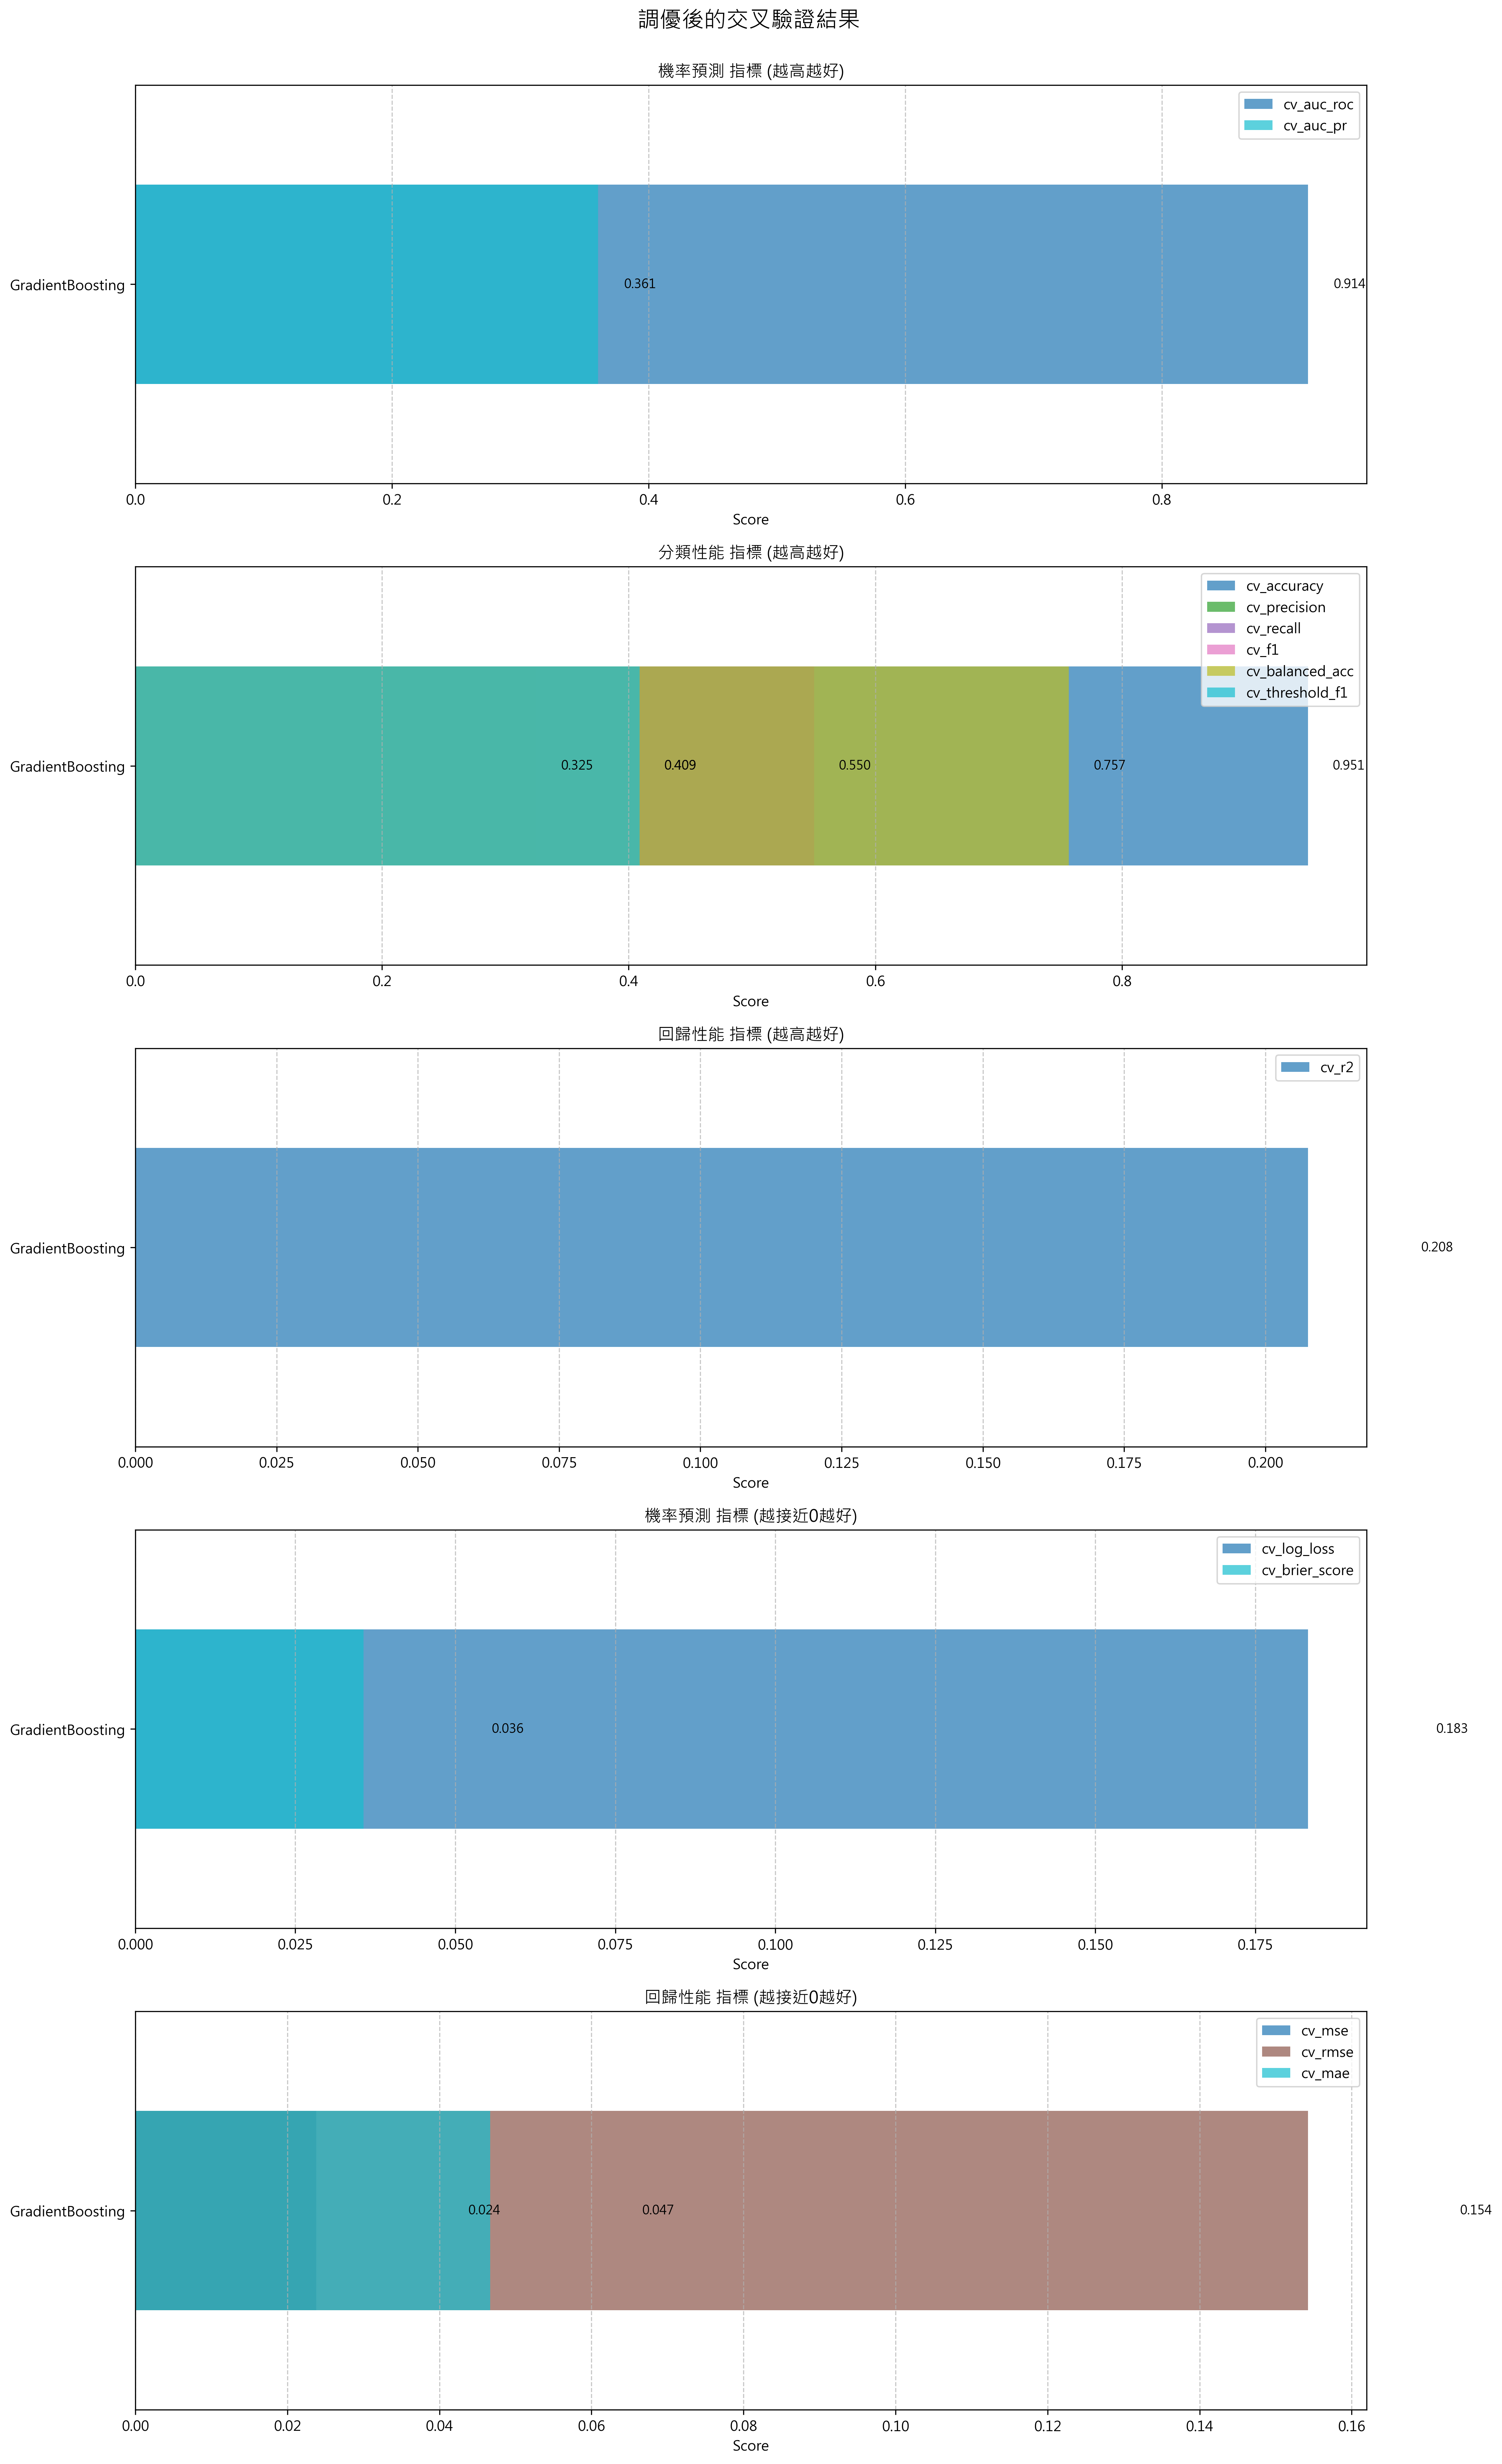 調優後的交叉驗證結果
機率預測 指標 (越高越好)
cv_auc_roc
cv_auc_pr
GradientBoosting
0.361
0.914
0.0
0.2
0.4
0.6
0.8
Score
分類性能 指標 (越高越好)
cv_accuracy
cv_precision
cv_recall
cv_f1
cv_balanced_acc
cv_threshold_f1
GradientBoosting
0.325
0.409
0.550
0.757
0.951
0.0
0.2
0.4
0.6
0.8
Score
回歸性能 指標 (越高越好)
cv_r2
GradientBoosting
0.208
0.000
0.025
0.050
0.075
0.100
0.125
0.150
0.175
0.200
Score
機率預測 指標 (越接近0越好)
cv_log_loss
cv_brier_score
GradientBoosting
0.036
0.183
0.000
0.025
0.050
0.075
0.100
0.125
0.150
0.175
Score
回歸性能 指標 (越接近0越好)
cv_mse
cv_rmse
cv_mae
GradientBoosting
0.024
0.047
0.154
0.00
0.02
0.04
0.06
0.08
0.10
0.12
0.14
0.16
Score